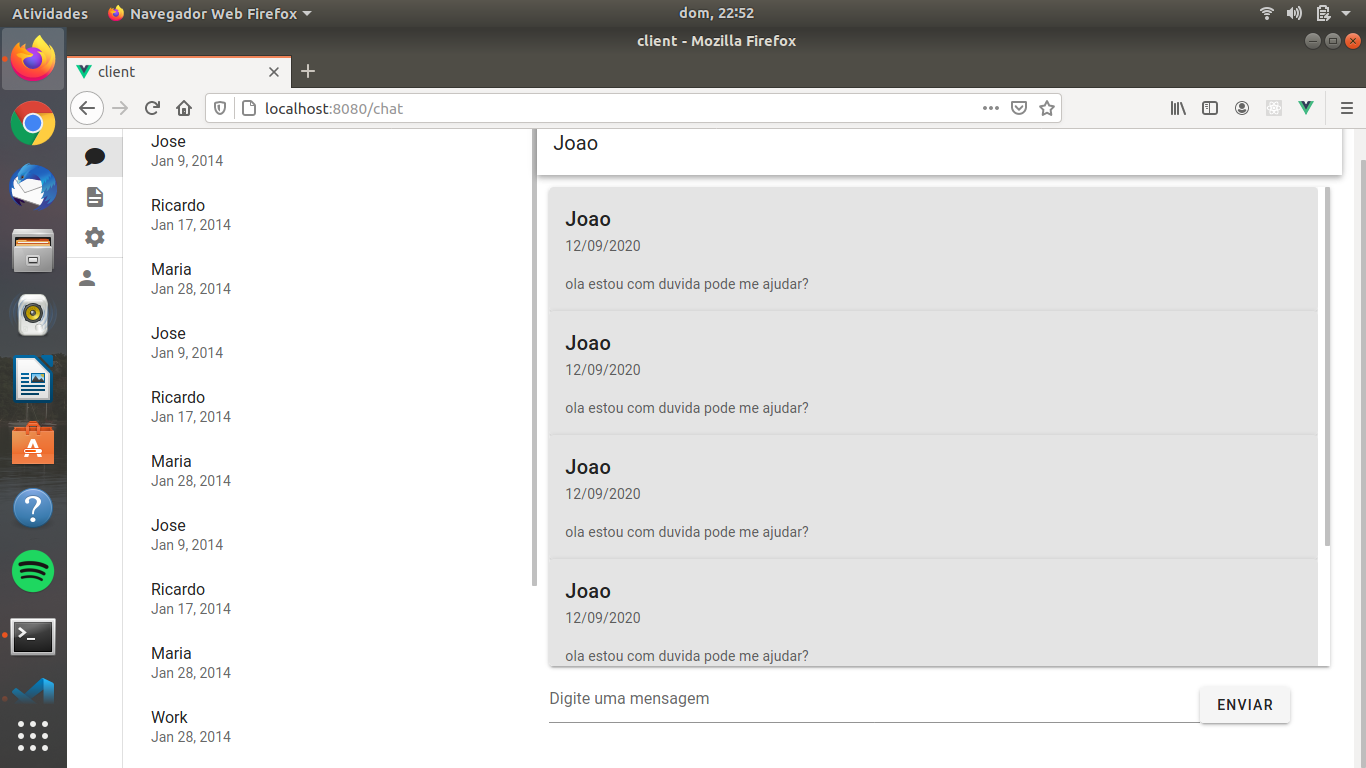 Atividades
Navegador Web Firefox
dom, 22:52
client - Mozilla Firefox
client
localhost:8080/chat
Jose
Jan 9, 2014
Ricardo
Jan 17, 2014
Maria
Jan 28, 2014
Jose
Jan 9, 2014
Ricardo
Jan 17, 2014
Maria
Jan 28, 2014
Jose
Jan 9, 2014
Ricardo
Jan 17, 2014
Maria
Jan 28, 2014
Work
Jan 28, 2014
Joao
Joao
12/09/2020
ola estou com duvida pode me ajudar?
Joao
12/09/2020
ola estou com duvida pode me ajudar?
Joao
12/09/2020
ola estou com duvida pode me ajudar?
Joao
12/09/2020
ola estou com duvida pode me ajudar?
Digite uma mensagem
ENVIAR